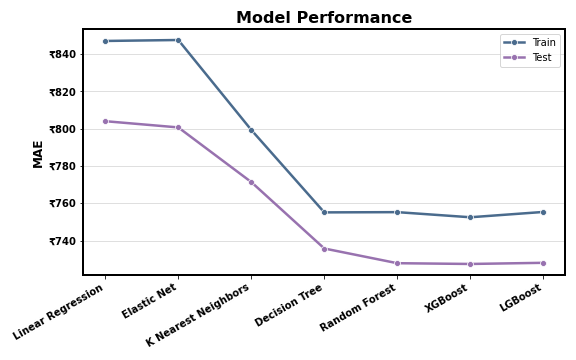 Model Performance
Train
Test
MAE
₹840
₹820
₹800
₹780
₹760
₹740
Linear Regression
Elastic Net
K Nearest Neighbors
Decision Tree
Random Forest
XGBoost
LGBoost